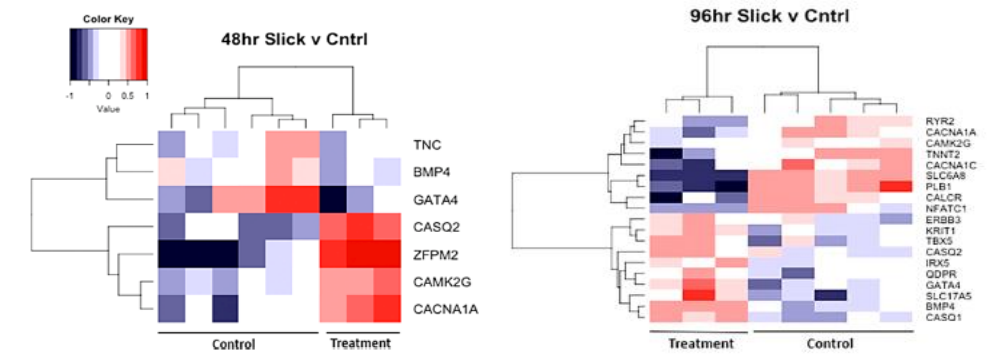 Color Key
-1 0 0.5 1
Value
48hr Slick v Cntrl
TNC
BMP4
GATA4
CASQ2
ZFPM2
CAMK2G
CACNA1A
Control Treatment
96hr Slick v Cntrl
RYR2
CACNA1A
CAMK2G
TNNT2
CACNA1C
SLC6A8
PLB1
CALCR
NFATC1
ERBB3
KRIT1
TBX5
CASQ2
IRX5
QDPR
GATA4
SLC17A5
BMP4
CASQ1
Treatment Control